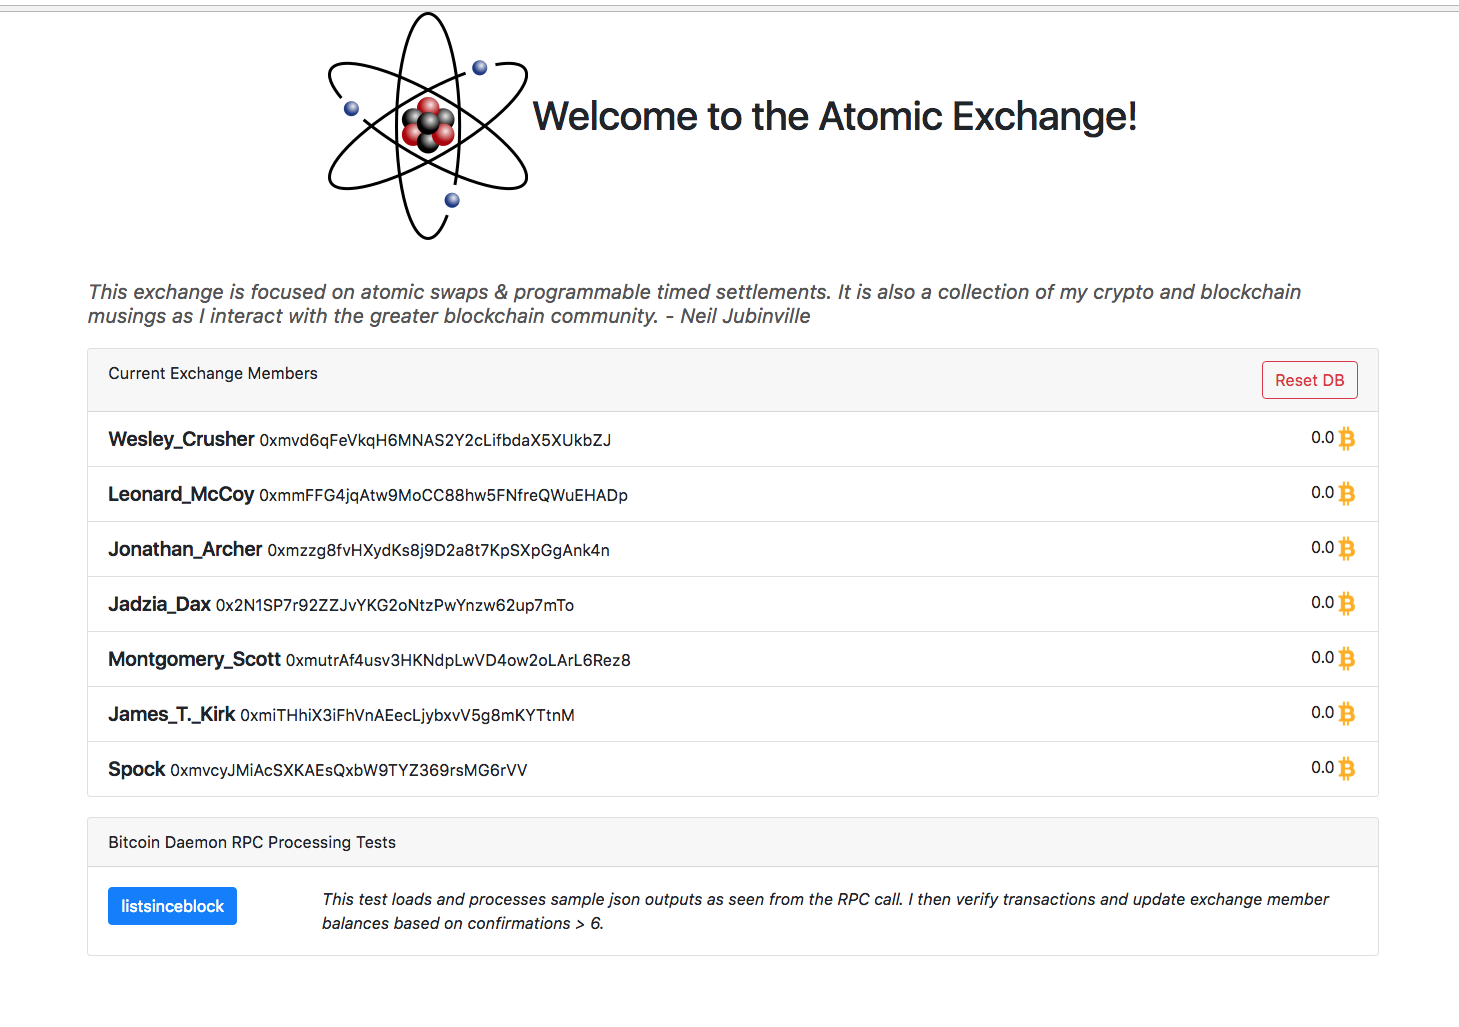 Welcome to the Atomic Exchange!
This exchange is focused on atomic swaps & programmable timed settlements. It is also a collection of my crypto and blockchain
musings as I interact with the greater blockchain community. - Neil Jubinville
Current Exchange Members
Reset DB
Wesley_Crusher 0xmvd6qFeVkqH6MNAS2Y2cLifbdaX5XUkbZJ 0.0
Leonard_McCoy 0xmmFFG4jqAtw9MoCC88hw5FNfreQWuEHADp 0.0
Jonathan_Archer 0xmzzg8fvHXydKs8j9D2a8t7KpSXpGgAnk4n 0.0
Jadzia_Dax 0x2N1SP7r92ZZJvYKG2oNtzPwYnzw62up7mTo 0.0
Montgomery_Scott 0xmutrAf4usv3HKNdpLwVD4ow2oLArL6Rez8 0.0
James_T._Kirk 0xmiTHhiX3iFhVnAEecLjybxvV5g8mKYTtnM 0.0
Spock 0xmvcyJMiAcSXKAEsQxbW9TYZ369rsMG6rVV 0.0
Bitcoin Daemon RPC Processing Tests
listsinceblock
This test loads and processes sample json outputs as seen from the RPC call. I then verify transactions and update exchange member
balances based on confirmations > 6.